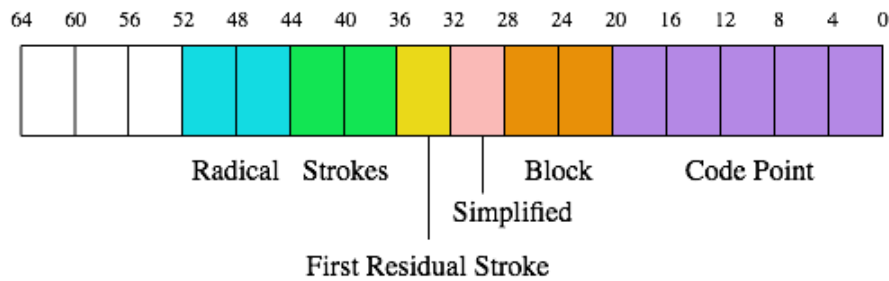 64 60 56 52 48 44 40 36 32 28 24 20 16 12 8 4 0
Radical Strokes Block Code Point
Simplified
First Residual Stroke